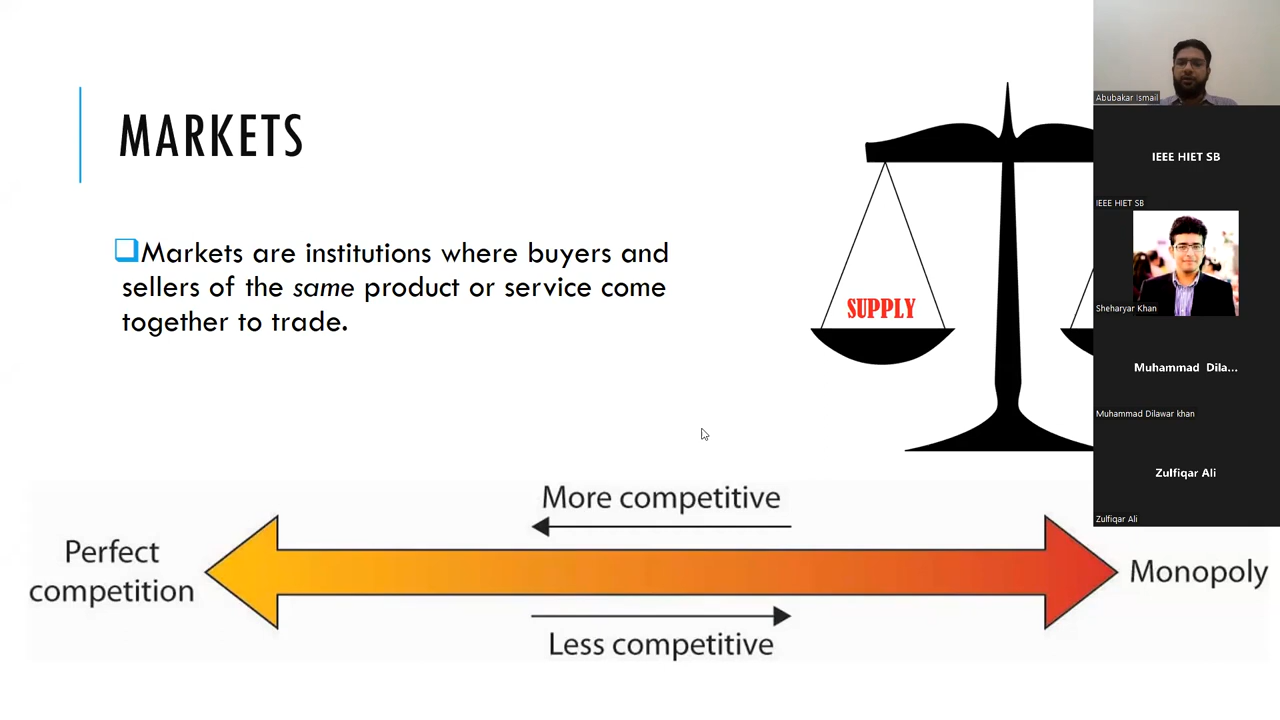 MARKETS
Markets are institutions where buyers and
sellers of the same product or service come
together to trade.
SUPPLY
More competitive
Perfect
competition
Monopoly
Less competitive
Abubakar Ismail
IEEE HIET SB
IEEE HIET SB
Sheharyar Khan
Muhammad Dila...
Muhammad Dilawar khan
Zulfiqar Ali
Zulfiqar Ali